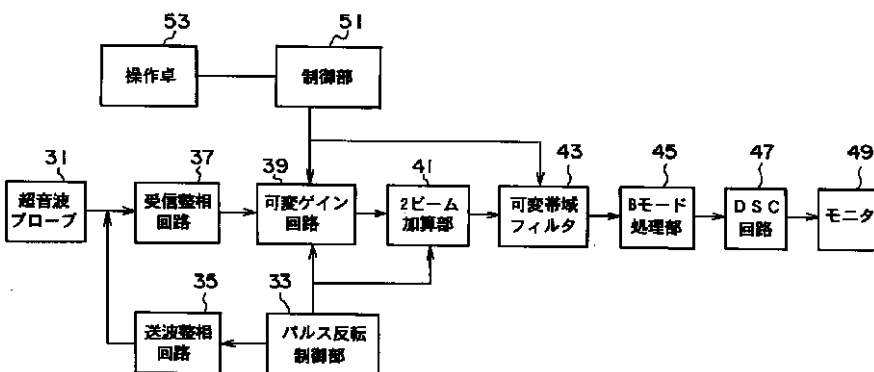 53
操作卓
51
制御部
31
超音波
プローブ
37
受信整相
回路
39
可変ゲイン
回路
41
2ビーム
加算部
43
可変帯域
フィルタ
45
Bモード
処理部
47
DSC
回路
49
モニタ
35
送波整相
回路
33
パルス反転
制御部